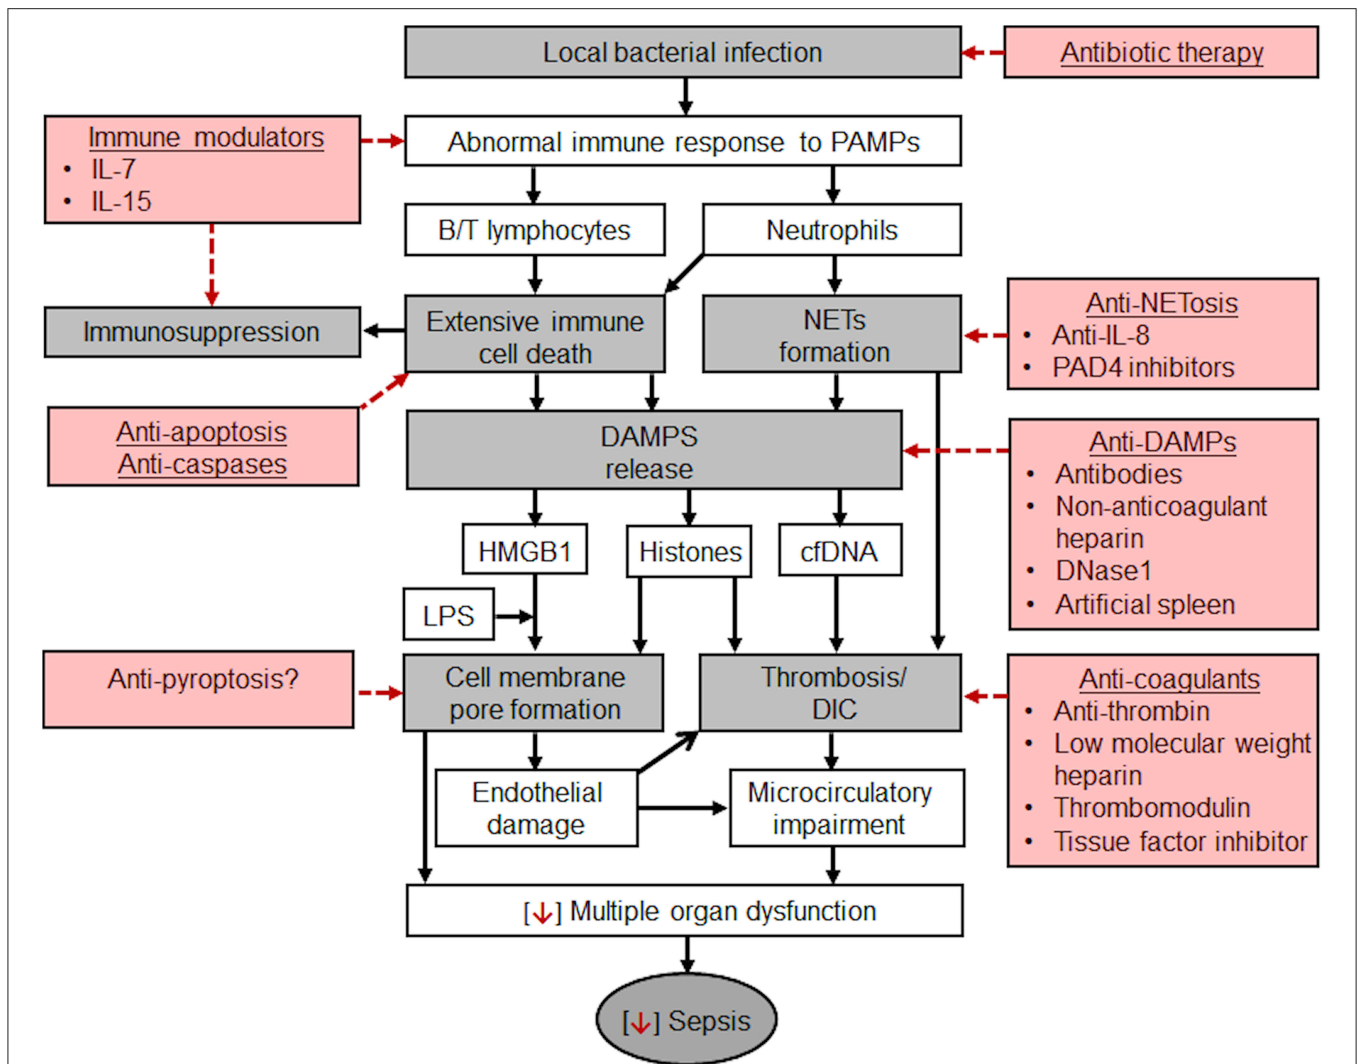 Local bacterial infection
Antibiotic therapy
Immune modulators
• IL-7
• IL-15
Abnormal immune response to PAMPs
B/T lymphocytes
Neutrophils
Immunosuppression
Extensive immune
cell death
NETs
formation
Anti-NETosis
• Anti-IL-8
• PAD4 inhibitors
Anti-apoptosis
Anti-caspases
DAMPS
release
Anti-DAMPs
• Antibodies
• Non-anticoagulant
heparin
• DNase1
• Artificial spleen
HMGB1
Histones
cfDNA
LPS
Anti-pyroptosis?
Cell membrane
pore formation
Thrombosis/
DIC
Anti-coagulants
• Anti-thrombin
• Low molecular weight
heparin
• Thrombomodulin
• Tissue factor inhibitor
Endothelial
damage
Microcirculatory
impairment
[↓] Multiple organ dysfunction
[↓] Sepsis